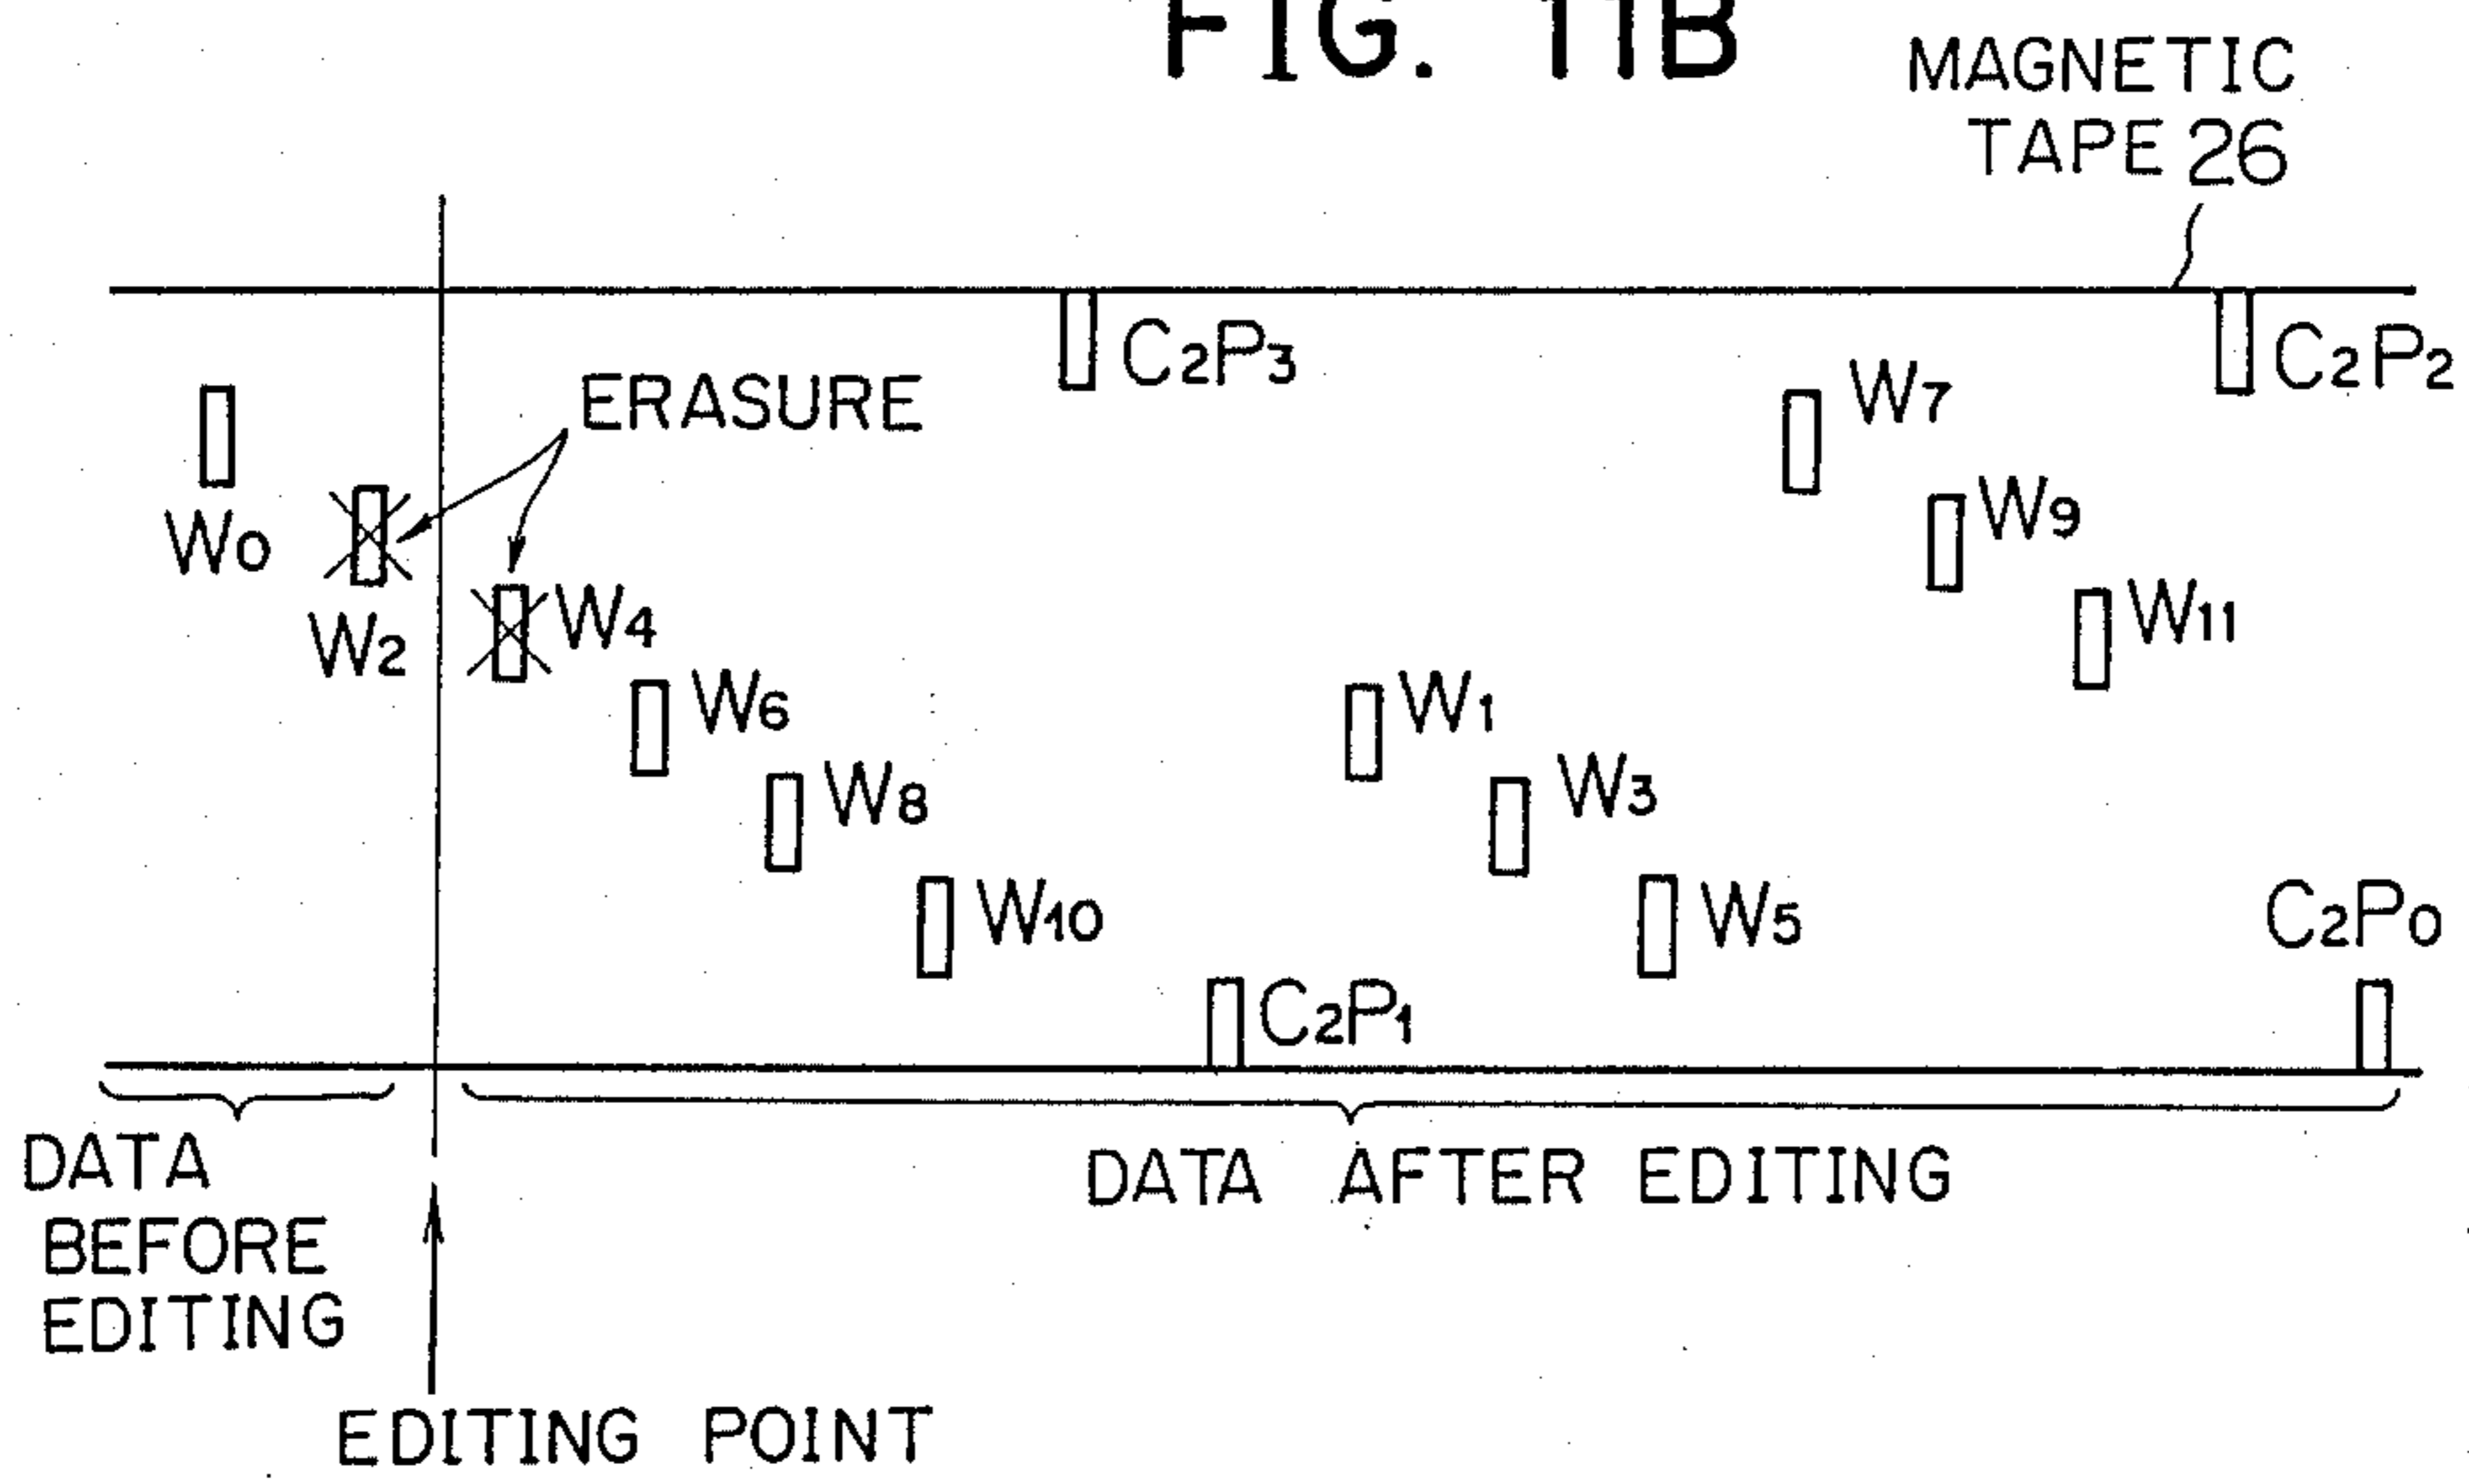 FIG. 11B
MAGNETIC
TAPE 26
C2P3
C2P2
ERASURE
W7
W0
W9
W2
W4
W11
W6
W1
W8
W3
W10
W5
C2P1
C2P0
DATA
BEFORE
EDITING
DATA AFTER EDITING
EDITING POINT